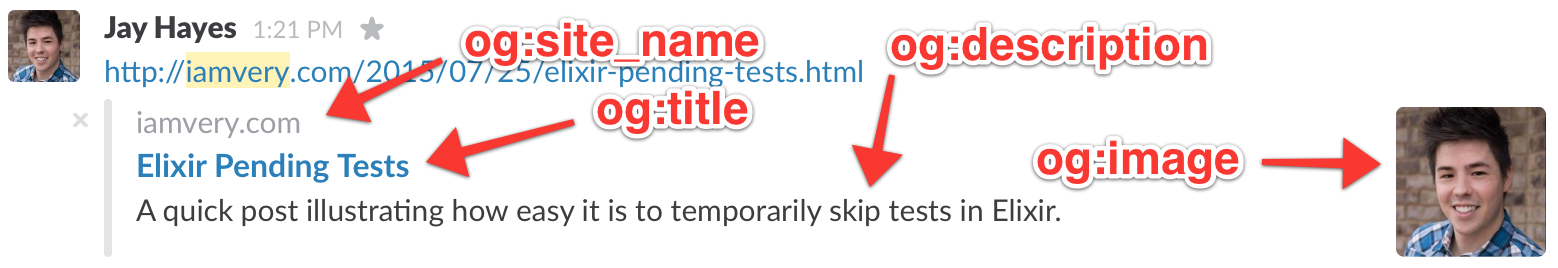 Jay Hayes 1:21 PM
og:site_name
og:description
http://iamvery.com/2015/07/25/elixir-pending-tests.html
iamvery.com
og:title
Elixir Pending Tests
og:image
A quick post illustrating how easy it is to temporarily skip tests in Elixir.